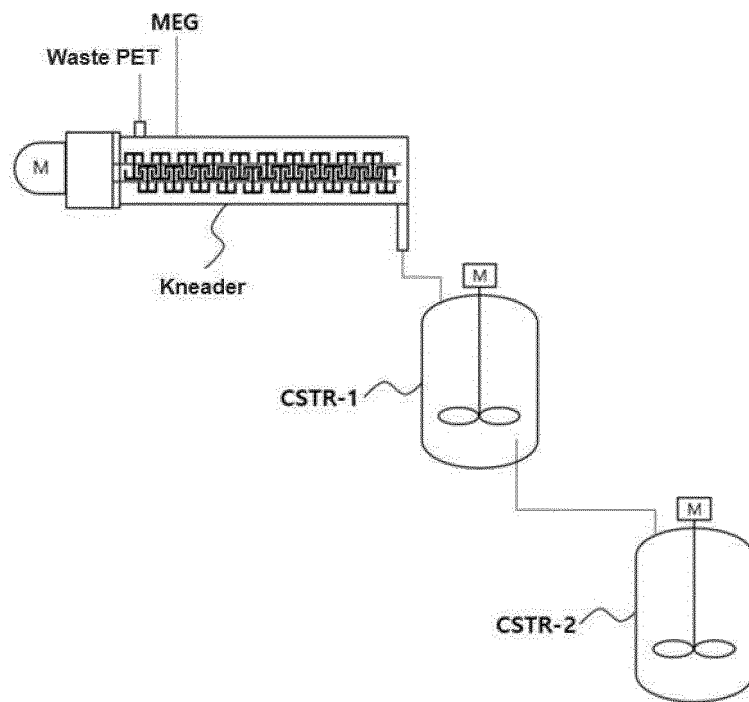 MEG
Waste PET
M
Kneader
M
CSTR-1
M
CSTR-2